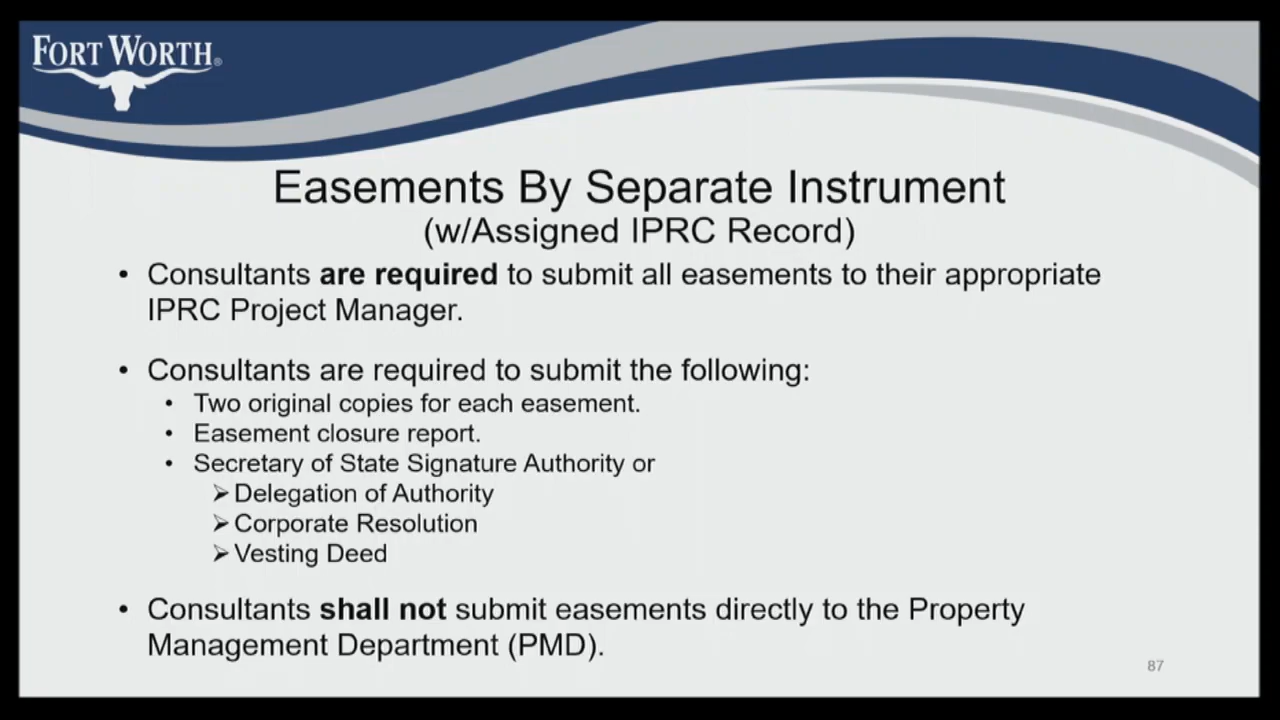 FORT WORTH®
Easements By Separate Instrument
(w/Assigned IPRC Record)
• Consultants are required to submit all easements to their appropriate
IPRC Project Manager.
• Consultants are required to submit the following:
• Two original copies for each easement.
• Easement closure report.
• Secretary of State Signature Authority or
➢ Delegation of Authority
➢ Corporate Resolution
➢ Vesting Deed
• Consultants shall not submit easements directly to the Property
Management Department (PMD).
87